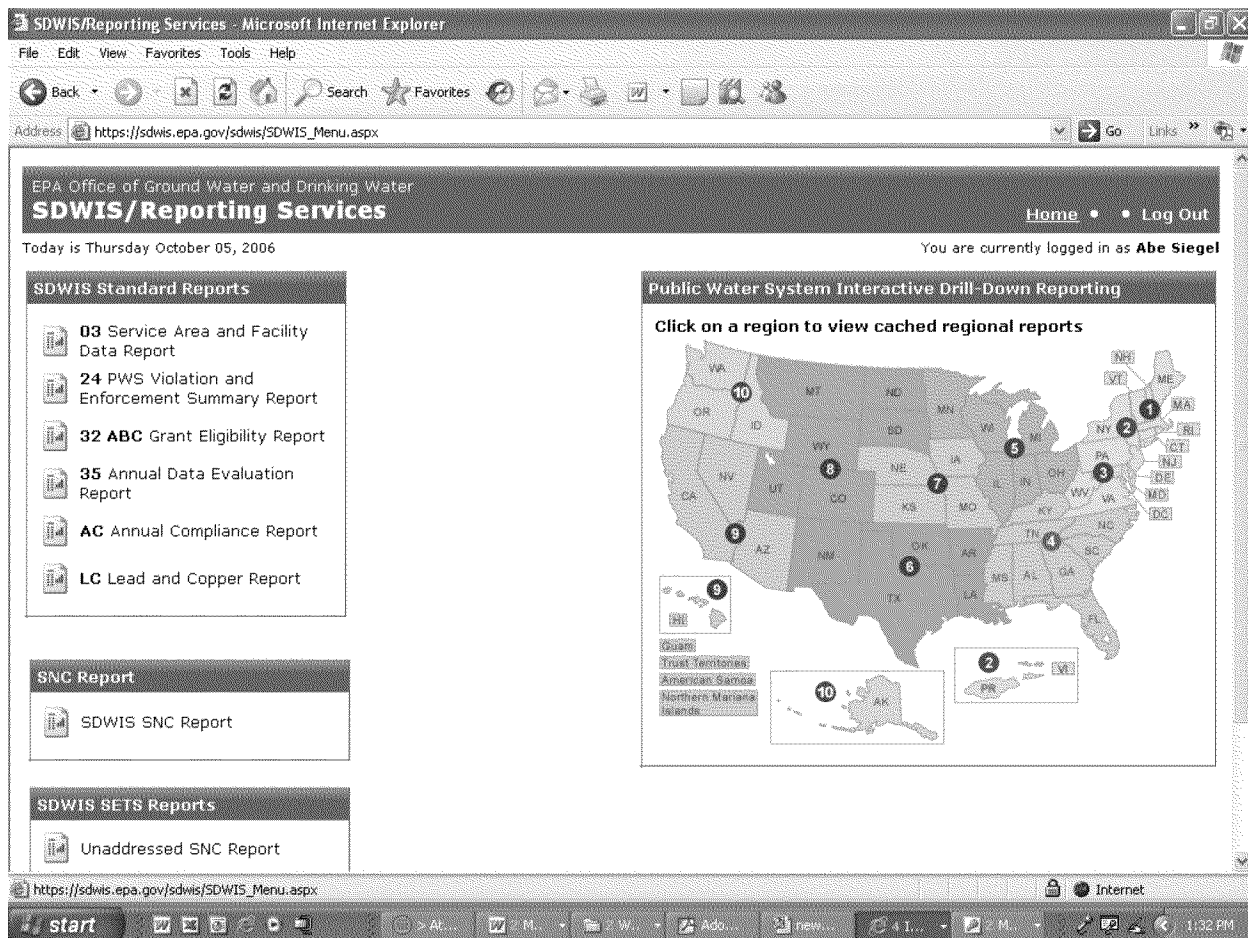 SDWIS/Reporting Services - Microsoft Internet Explorer
File Edit View Favorites Tools Help
Back Search Favorites
Address https://sdwis.epa.gov/sdwis/SDWIS_Menu.aspx Go Links »
EPA Office of Ground Water and Drinking Water
SDWIS/Reporting Services
Home • • Log Out
Today is Thursday October 05, 2006
You are currently logged in as Abe Siegel
SDWIS Standard Reports
03 Service Area and Facility
Data Report
24 PWS Violation and
Enforcement Summary Report
32 ABC Grant Eligibility Report
35 Annual Data Evaluation
Report
AC Annual Compliance Report
LC Lead and Copper Report
SNC Report
SDWIS SNC Report
SDWIS SETS Reports
Unaddressed SNC Report
Public Water System Interactive Drill-Down Reporting
Click on a region to view cached regional reports
WA
10
OR
ID
MT
ND
SD
WY
8
UT
CO
NV
CA
9
AZ
NM
MN
WI
MI
5
IL
IN
OH
IA
NE
7
KS
MO
OK
6
AR
TX
LA
KY
TN
4
NC
SC
MS
AL
GA
FL
NH
VT
ME
1
MA
NY
2
RI
CT
PA
3
NJ
DE
WV
VA
MD
DC
9
HI
Guam
Trust Territories
American Samoa
Northern Mariana
Islands
10
AK
2
PR
VI
https://sdwis.epa.gov/sdwis/SDWIS_Menu.aspx
Internet
start
> At...
2 M...
2 W...
Ado...
new...
4 I...
2 M...
1:32 PM